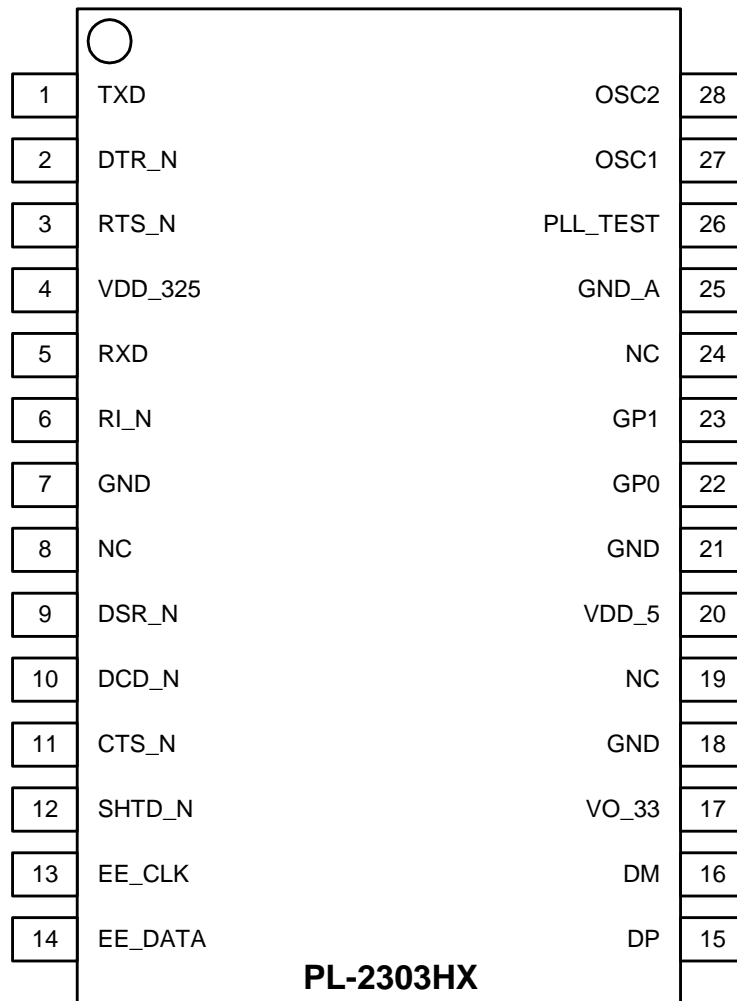 1 TXD OSC2 28
2 DTR_N OSC1 27
3 RTS_N PLL_TEST 26
4 VDD_325 GND_A 25
5 RXD NC 24
6 RI_N GP1 23
7 GND GP0 22
8 NC GND 21
9 DSR_N VDD_5 20
10 DCD_N NC 19
11 CTS_N GND 18
12 SHTD_N VO_33 17
13 EE_CLK DM 16
14 EE_DATA DP 15
PL-2303HX